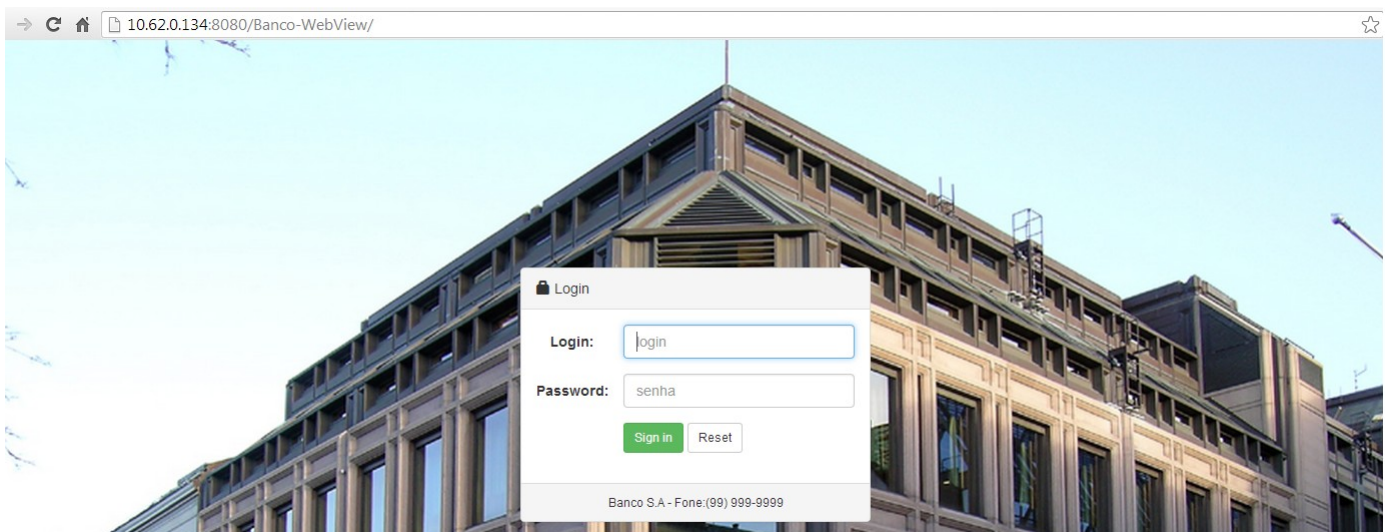 10.62.0.134:8080/Banco-WebView/
Login
Login: login
Password: senha
Sign in Reset
Banco S.A - Fone:(99) 999-9999